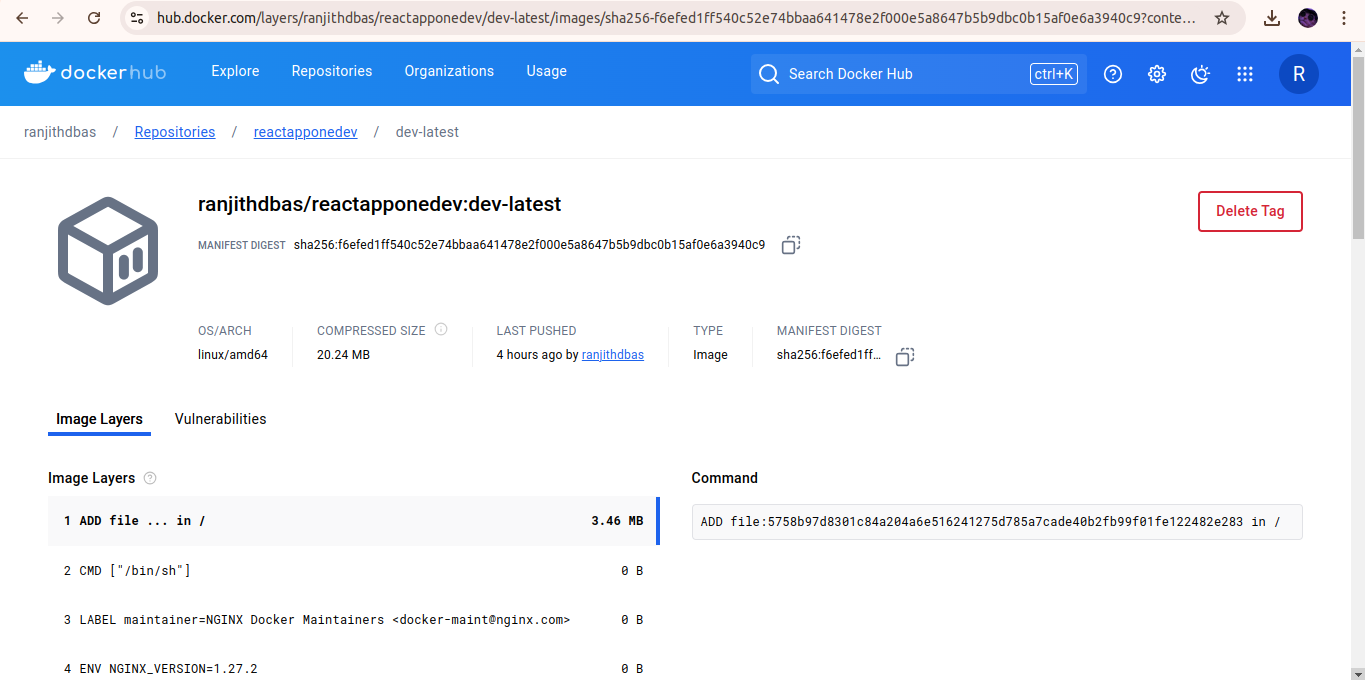 hub.docker.com/layers/ranjithdbas/reactapponedev/dev-latest/images/sha256-f6efed1ff540c52e74bbaa641478e2f000e5a8647b5b9dbc0b15af0e6a3940c9?conte...
dockerhub Explore Repositories Organizations Usage Search Docker Hub ctrl+K R
ranjithdbas / Repositories / reactapponedev / dev-latest
ranjithdbas/reactapponedev:dev-latest
Delete Tag
MANIFEST DIGEST sha256:f6efed1ff540c52e74bbaa641478e2f000e5a8647b5b9dbc0b15af0e6a3940c9
OS/ARCH COMPRESSED SIZE LAST PUSHED TYPE MANIFEST DIGEST
linux/amd64 20.24 MB 4 hours ago by ranjithdbas Image sha256:f6efed1ff...
Image Layers Vulnerabilities
Image Layers Command
1 ADD file ... in / 3.46 MB ADD file:5758b97d8301c84a204a6e516241275d785a7cade40b2fb99f01fe122482e283 in /
2 CMD ["/bin/sh"] 0 B
3 LABEL maintainer=NGINX Docker Maintainers <docker-maint@nginx.com> 0 B
4 ENV NGINX_VERSION=1.27.2 0 B